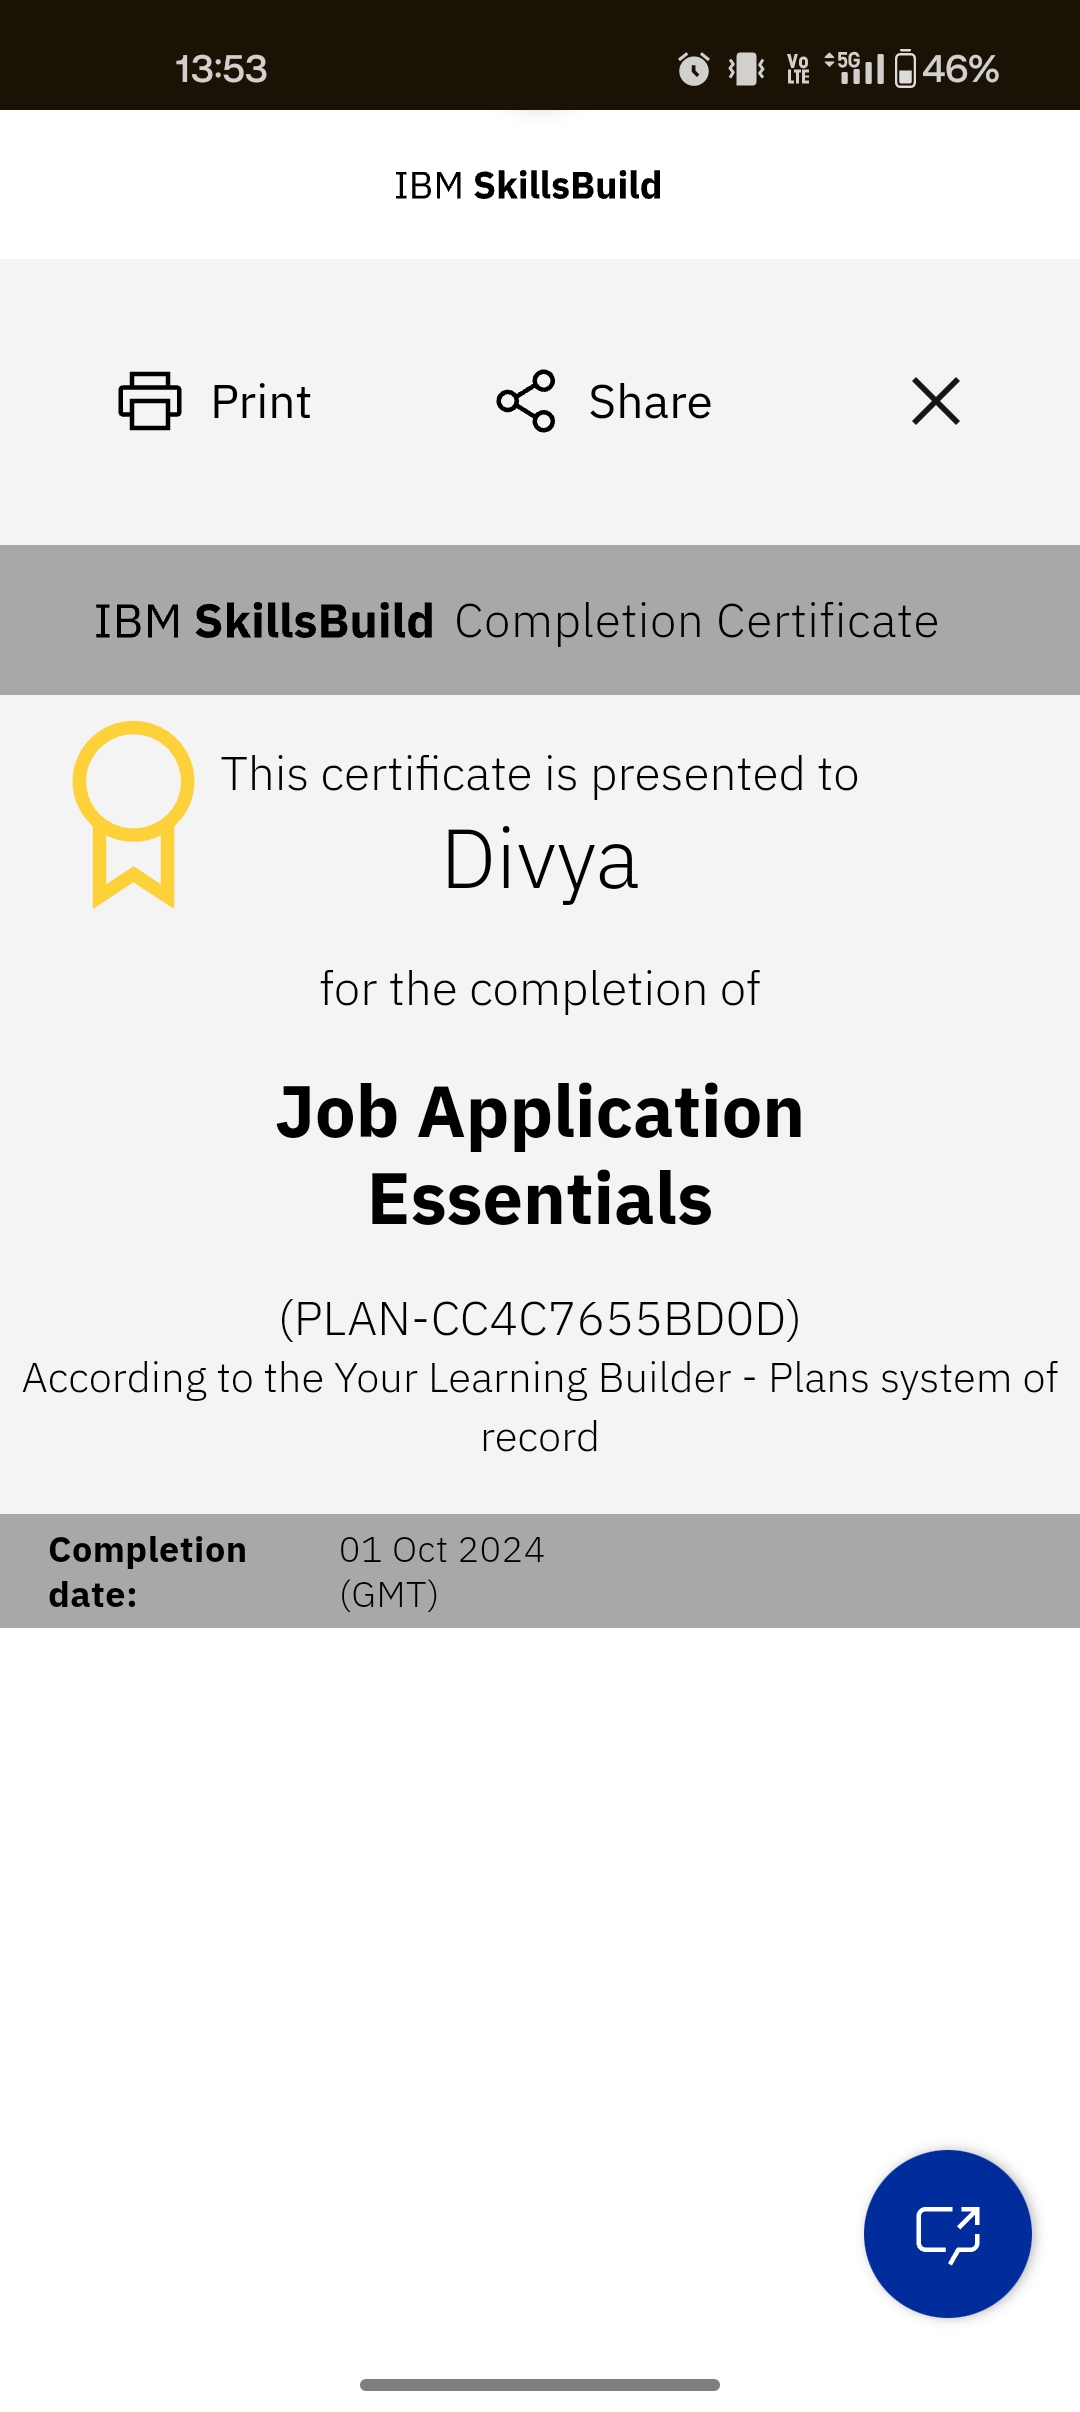 13:53
Vo LTE 5G 46%
IBM SkillsBuild
Print
Share
IBM SkillsBuild Completion Certificate
This certificate is presented to
Divya
for the completion of
Job Application
Essentials
(PLAN-CC4C7655BD0D)
According to the Your Learning Builder - Plans system of
record
Completion
date:
01 Oct 2024
(GMT)